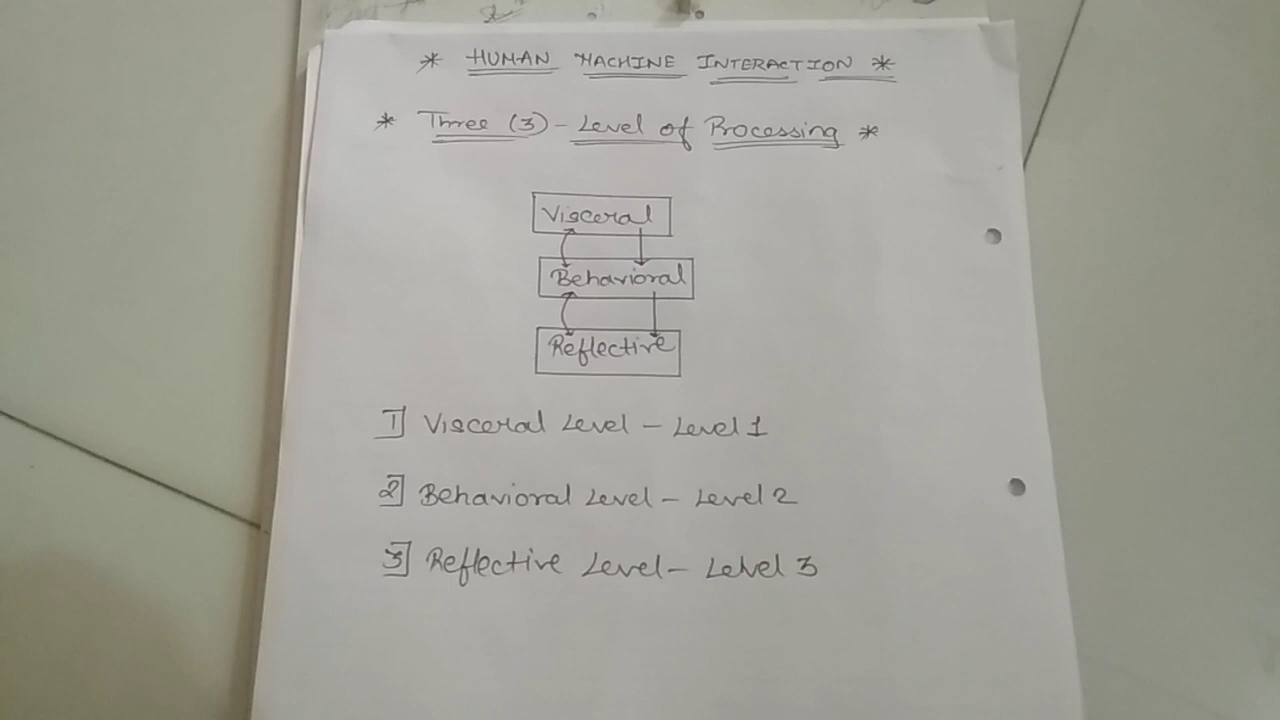 * HUMAN MACHINE INTERACTION *
* Three (3) - Level of Processing *
Visceral
Behavioral
Reflective
1] Visceral Level - Level 1
2] Behavioral Level - Level 2
3] Reflective Level - Level 3